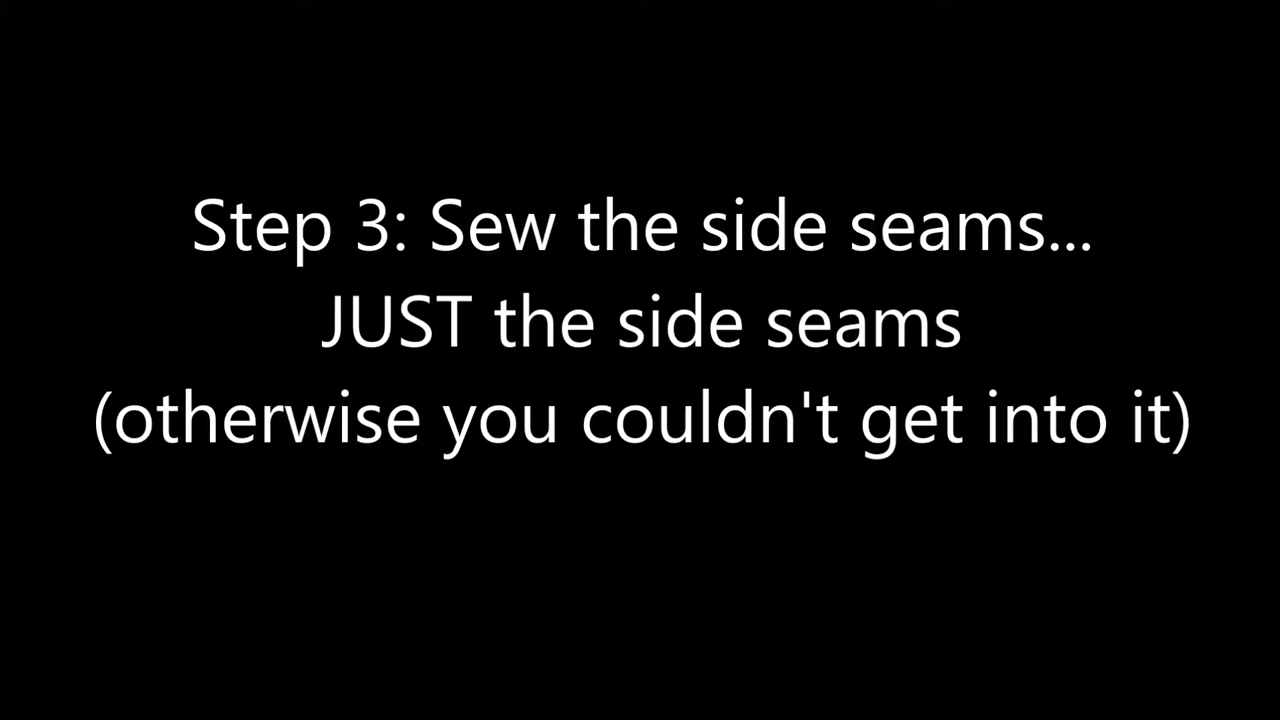 Step 3: Sew the side seams...
JUST the side seams
(otherwise you couldn't get into it)